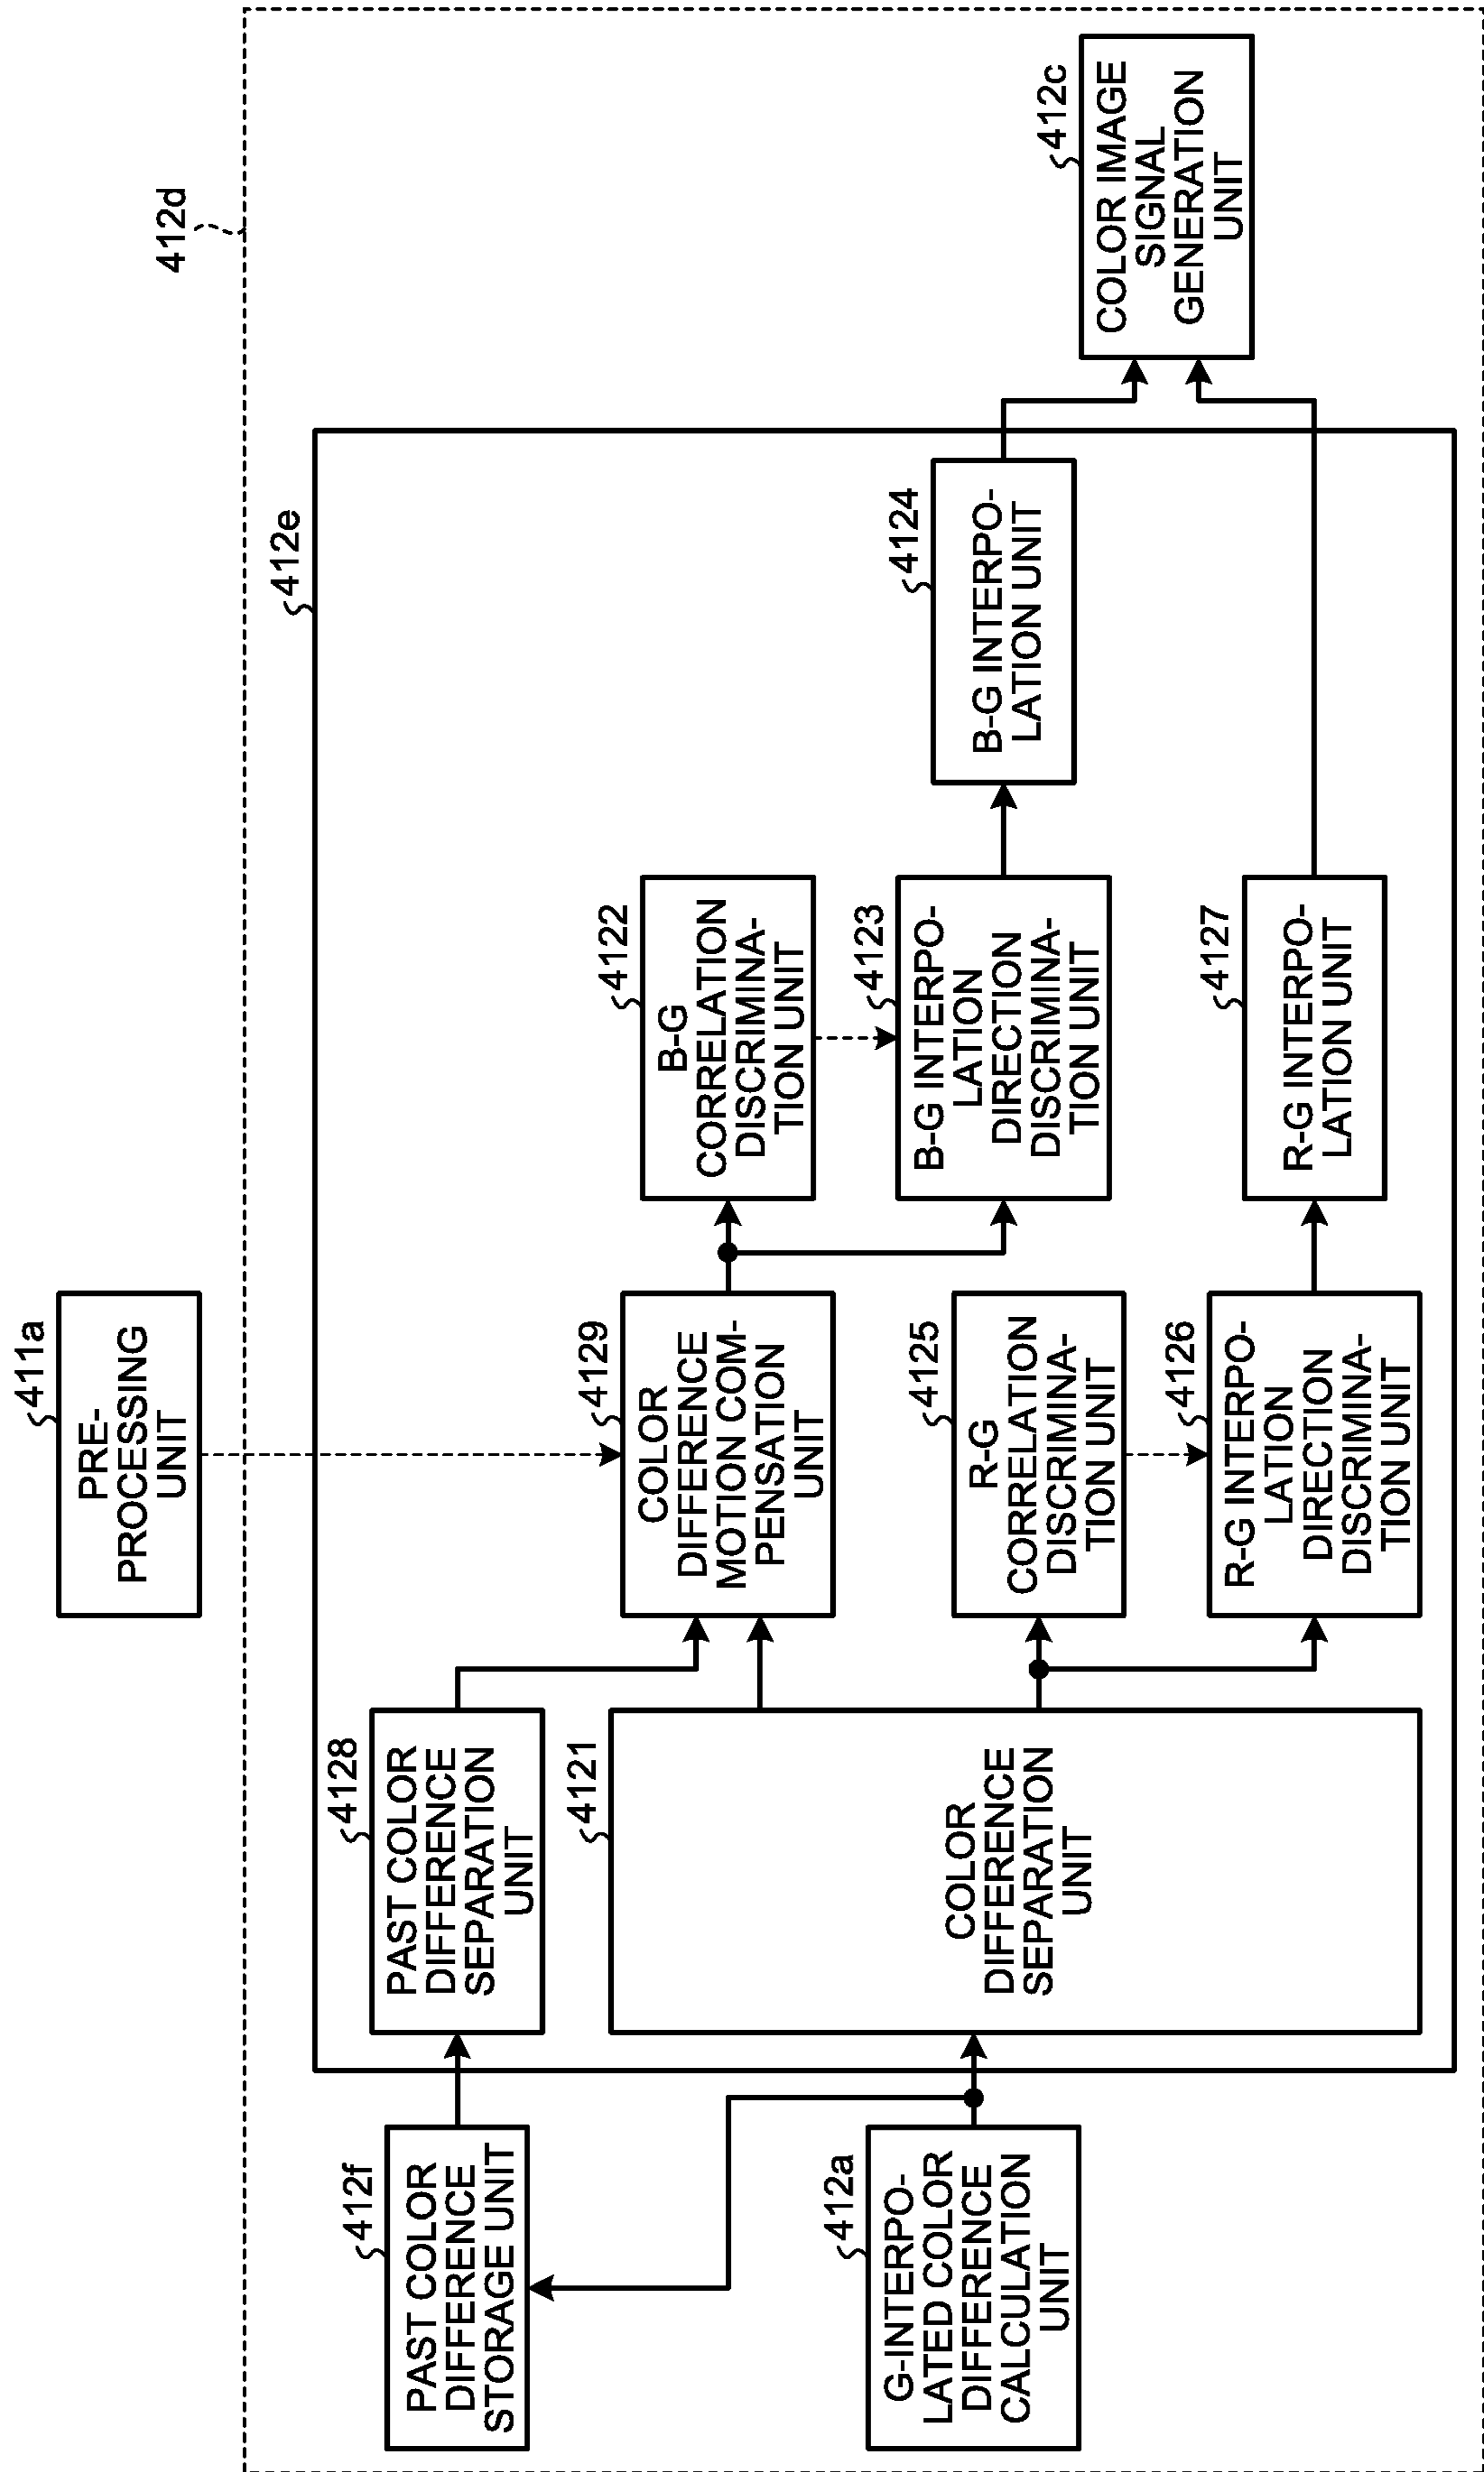 411a
PRE-
PROCESSING
UNIT
412d
412e
412f
PAST COLOR
DIFFERENCE
STORAGE UNIT
4128
PAST COLOR
DIFFERENCE
SEPARATION
UNIT
4129
COLOR
DIFFERENCE
MOTION COM-
PENSATION
UNIT
4122
B-G
CORRELATION
DISCRIMINA-
TION UNIT
412a
G-INTERPO-
LATED COLOR
DIFFERENCE
CALCULATION
UNIT
4121
COLOR
DIFFERENCE
SEPARATION
UNIT
4125
R-G
CORRELATION
DISCRIMINA-
TION UNIT
4123
B-G INTERPO-
LATION
DIRECTION
DISCRIMINA-
TION UNIT
4124
B-G INTERPO-
LATION UNIT
412c
COLOR IMAGE
SIGNAL
GENERATION
UNIT
4126
R-G INTERPO-
LATION
DIRECTION
DISCRIMINA-
TION UNIT
4127
R-G INTERPO-
LATION UNIT